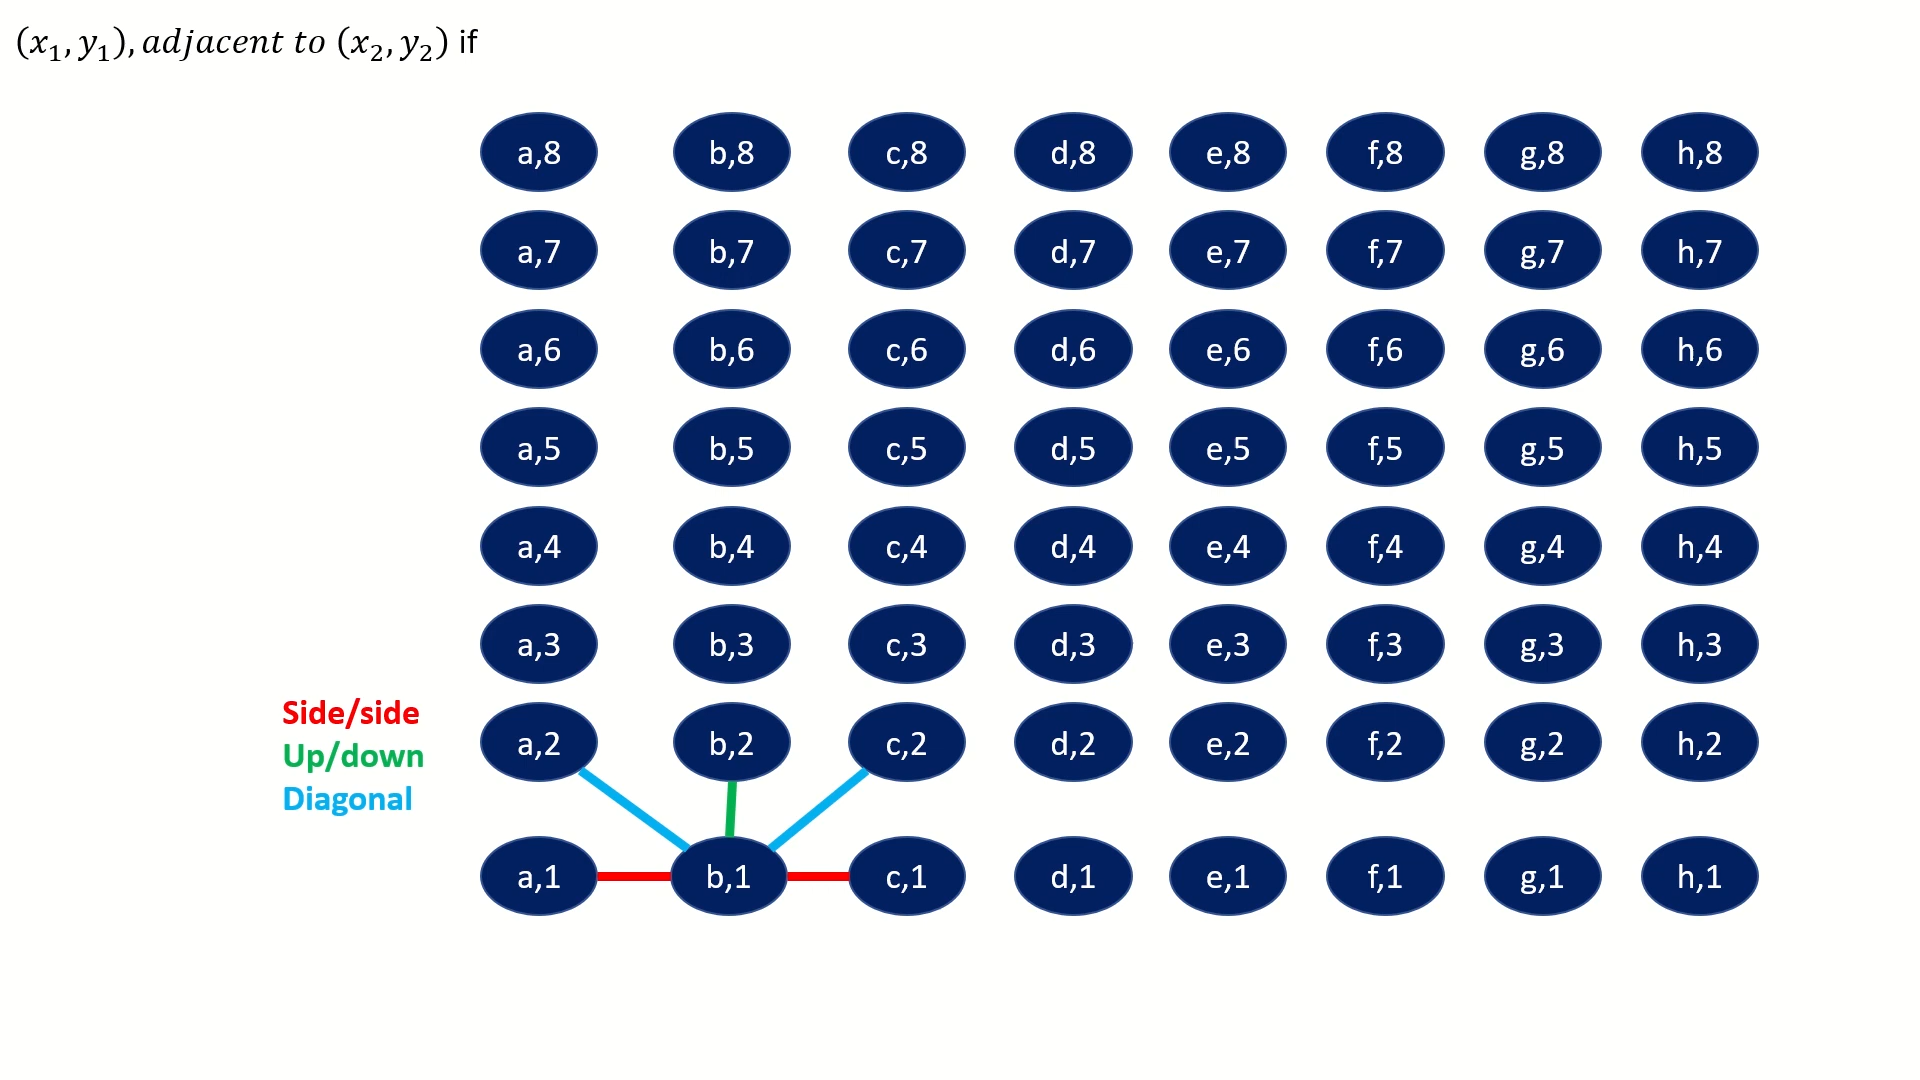 (x₁, y₁), adjacent to (x₂, y₂) if
a,8 b,8 c,8 d,8 e,8 f,8 g,8 h,8
a,7 b,7 c,7 d,7 e,7 f,7 g,7 h,7
a,6 b,6 c,6 d,6 e,6 f,6 g,6 h,6
a,5 b,5 c,5 d,5 e,5 f,5 g,5 h,5
a,4 b,4 c,4 d,4 e,4 f,4 g,4 h,4
a,3 b,3 c,3 d,3 e,3 f,3 g,3 h,3
Side/side
Up/down
Diagonal
a,2 b,2 c,2 d,2 e,2 f,2 g,2 h,2
a,1 b,1 c,1 d,1 e,1 f,1 g,1 h,1